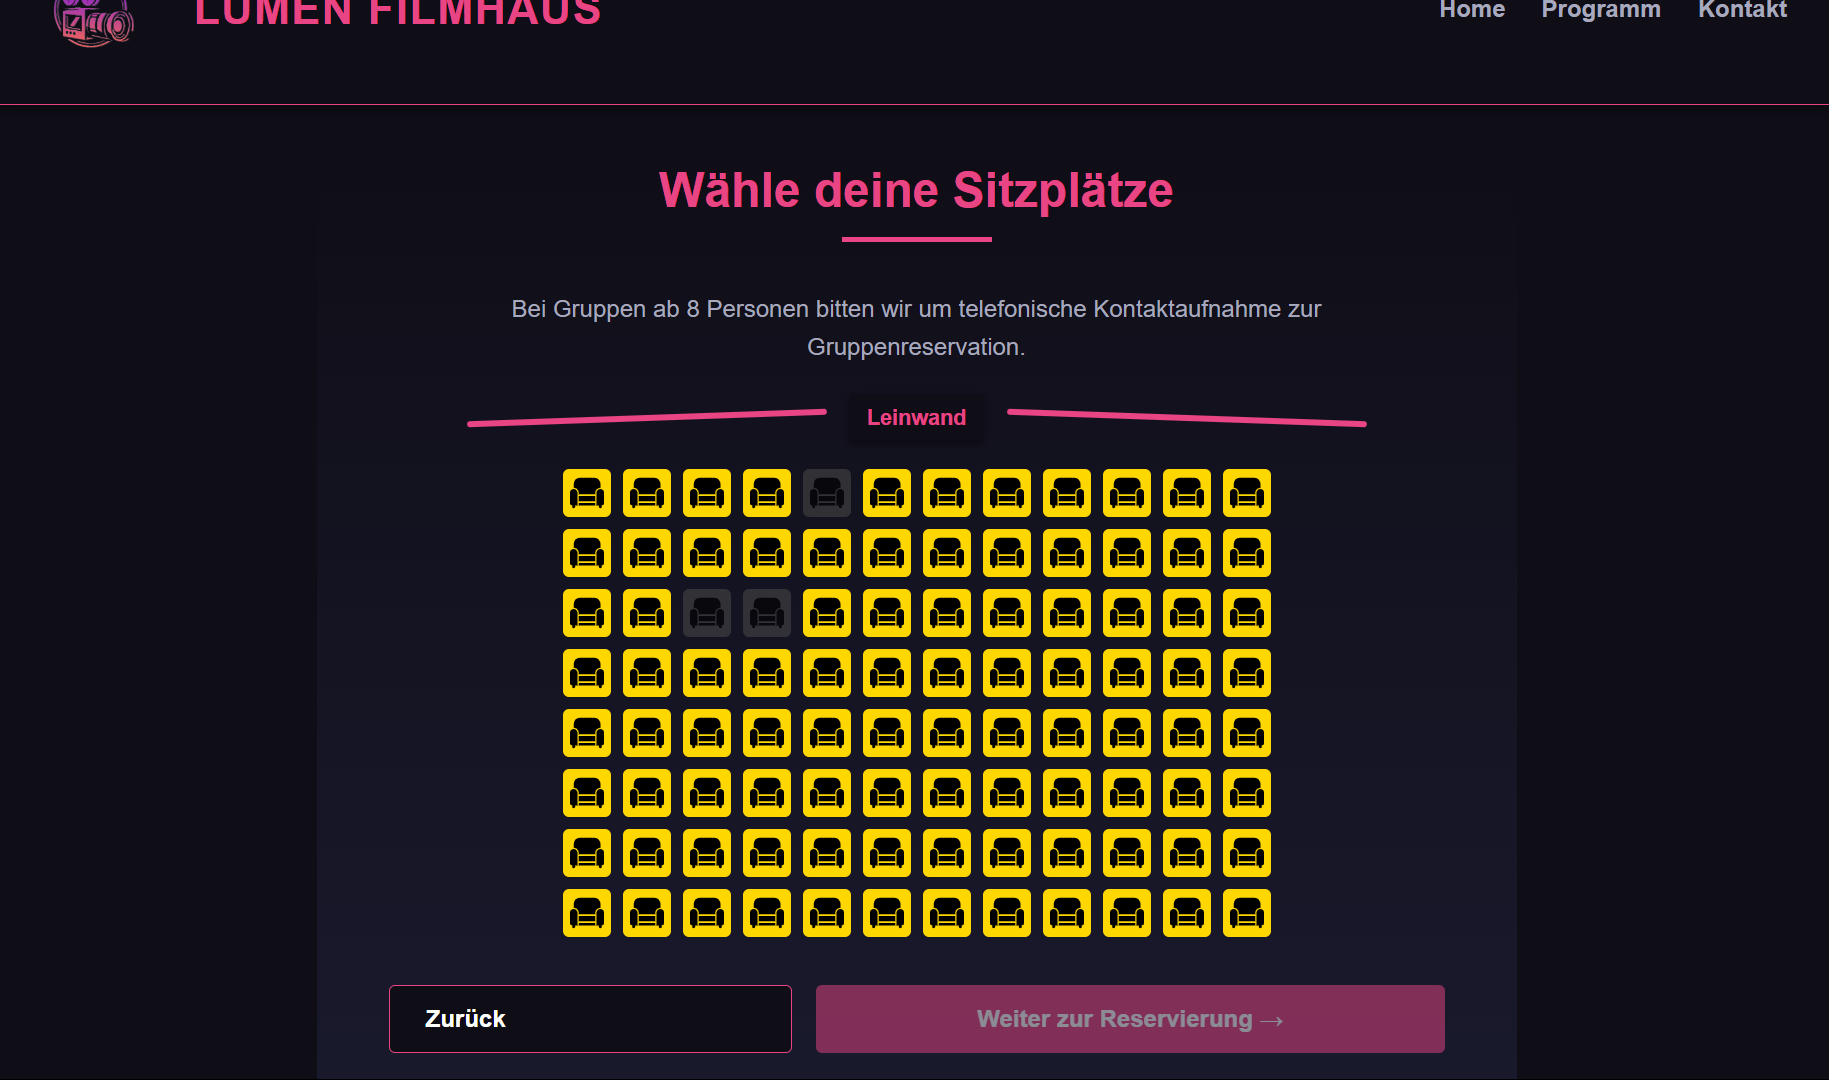 LUMEN FILMHAUS
Home Programm Kontakt
Wähle deine Sitzplätze
Bei Gruppen ab 8 Personen bitten wir um telefonische Kontaktaufnahme zur
Gruppenreservation.
Leinwand
Zurück
Weiter zur Reservierung →